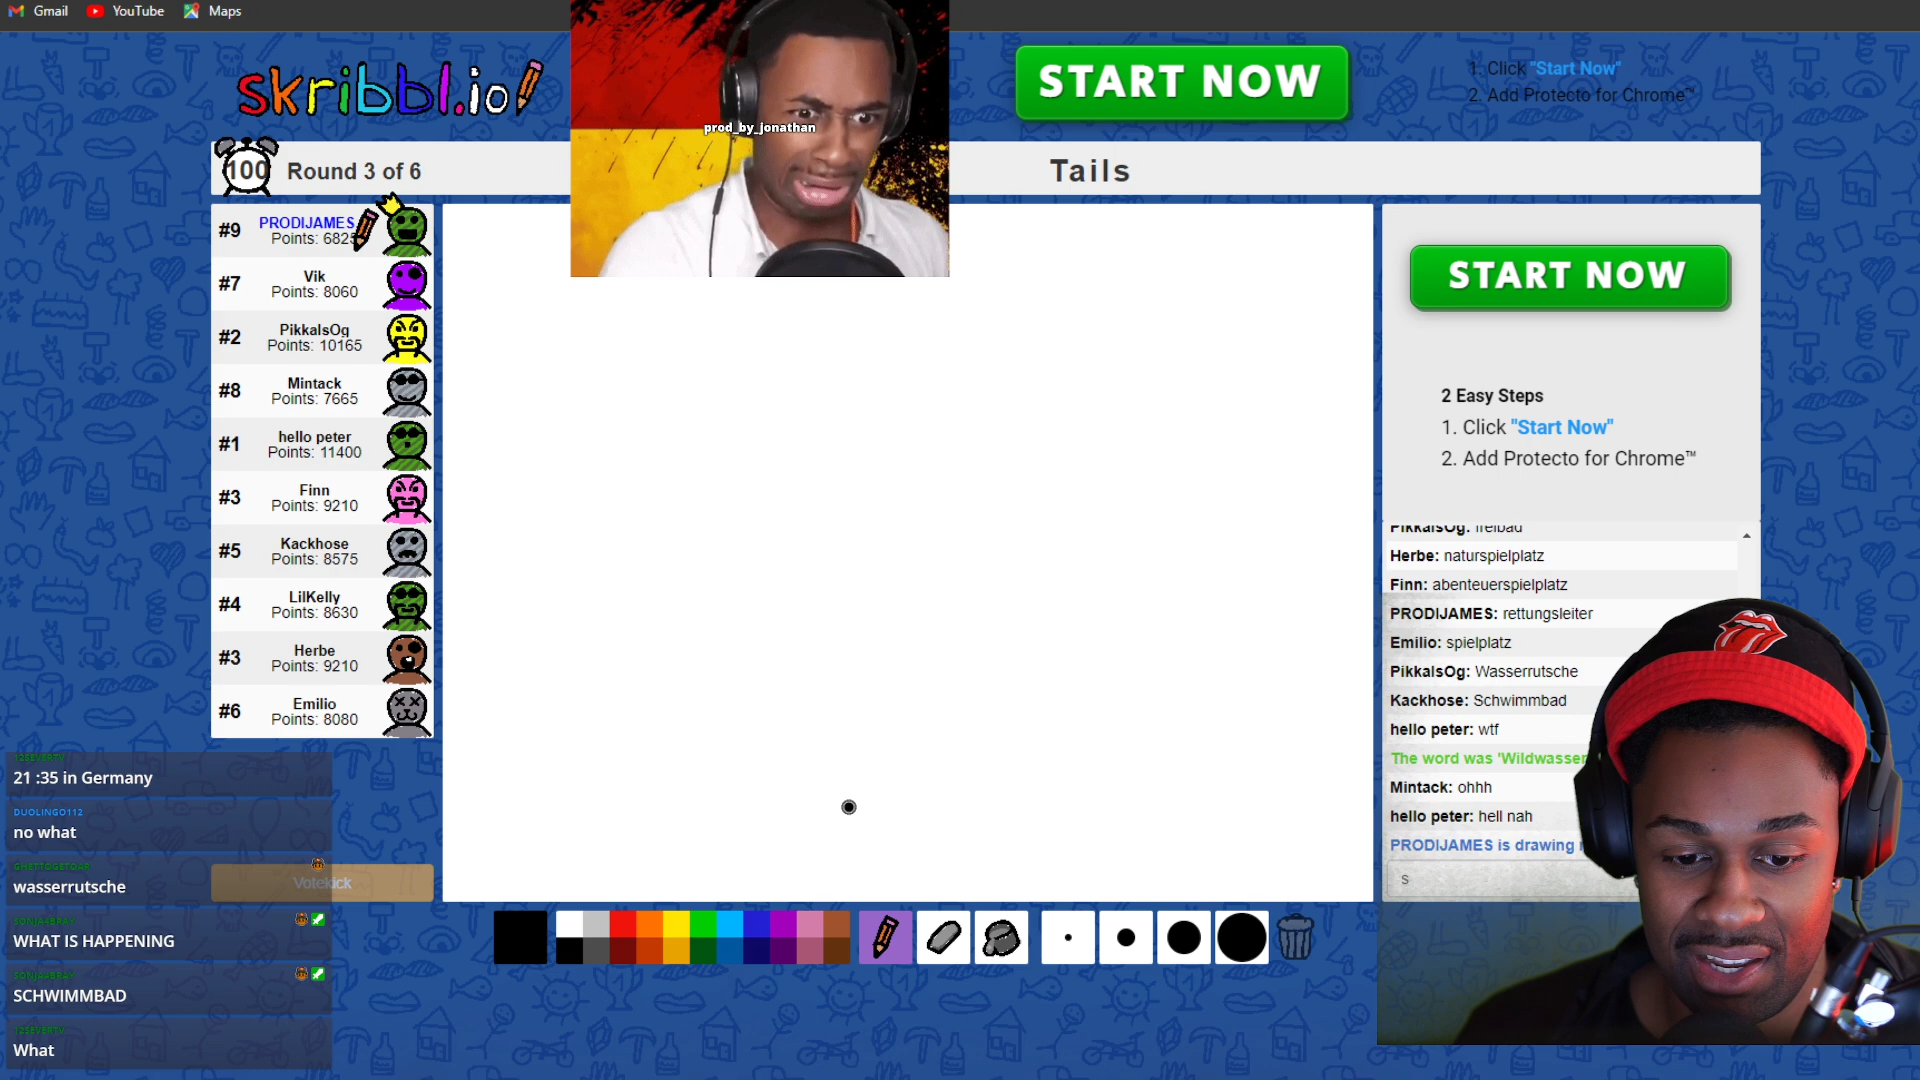 Gmail YouTube Maps
skribbl.io
START NOW
1. Click "Start Now"
2. Add Protecto for Chrome™
prod_by_jonathan
100 Round 3 of 6
Tails
#9 PRODIJAMES
Points: 6825
#7 Vik
Points: 8060
#2 PikkalsOg
Points: 10165
#8 Mintack
Points: 7665
#1 hello peter
Points: 11400
#3 Finn
Points: 9210
#5 Kackhose
Points: 8575
#4 LilKelly
Points: 8630
#3 Herbe
Points: 9210
#6 Emilio
Points: 8080
START NOW
2 Easy Steps
1. Click "Start Now"
2. Add Protecto for Chrome™
PikkalsOg: freibad
Herbe: naturspielplatz
Finn: abenteuerspielplatz
PRODIJAMES: rettungsleiter
Emilio: spielplatz
PikkalsOg: Wasserrutsche
Kackhose: Schwimmbad
hello peter: wtf
The word was 'Wildwasser
Mintack: ohhh
hello peter: hell nah
PRODIJAMES is drawing
s
21 :35 in Germany
DUOLINGO112
no what
wasserrutsche
Votekick
WHAT IS HAPPENING
SCHWIMMBAD
What